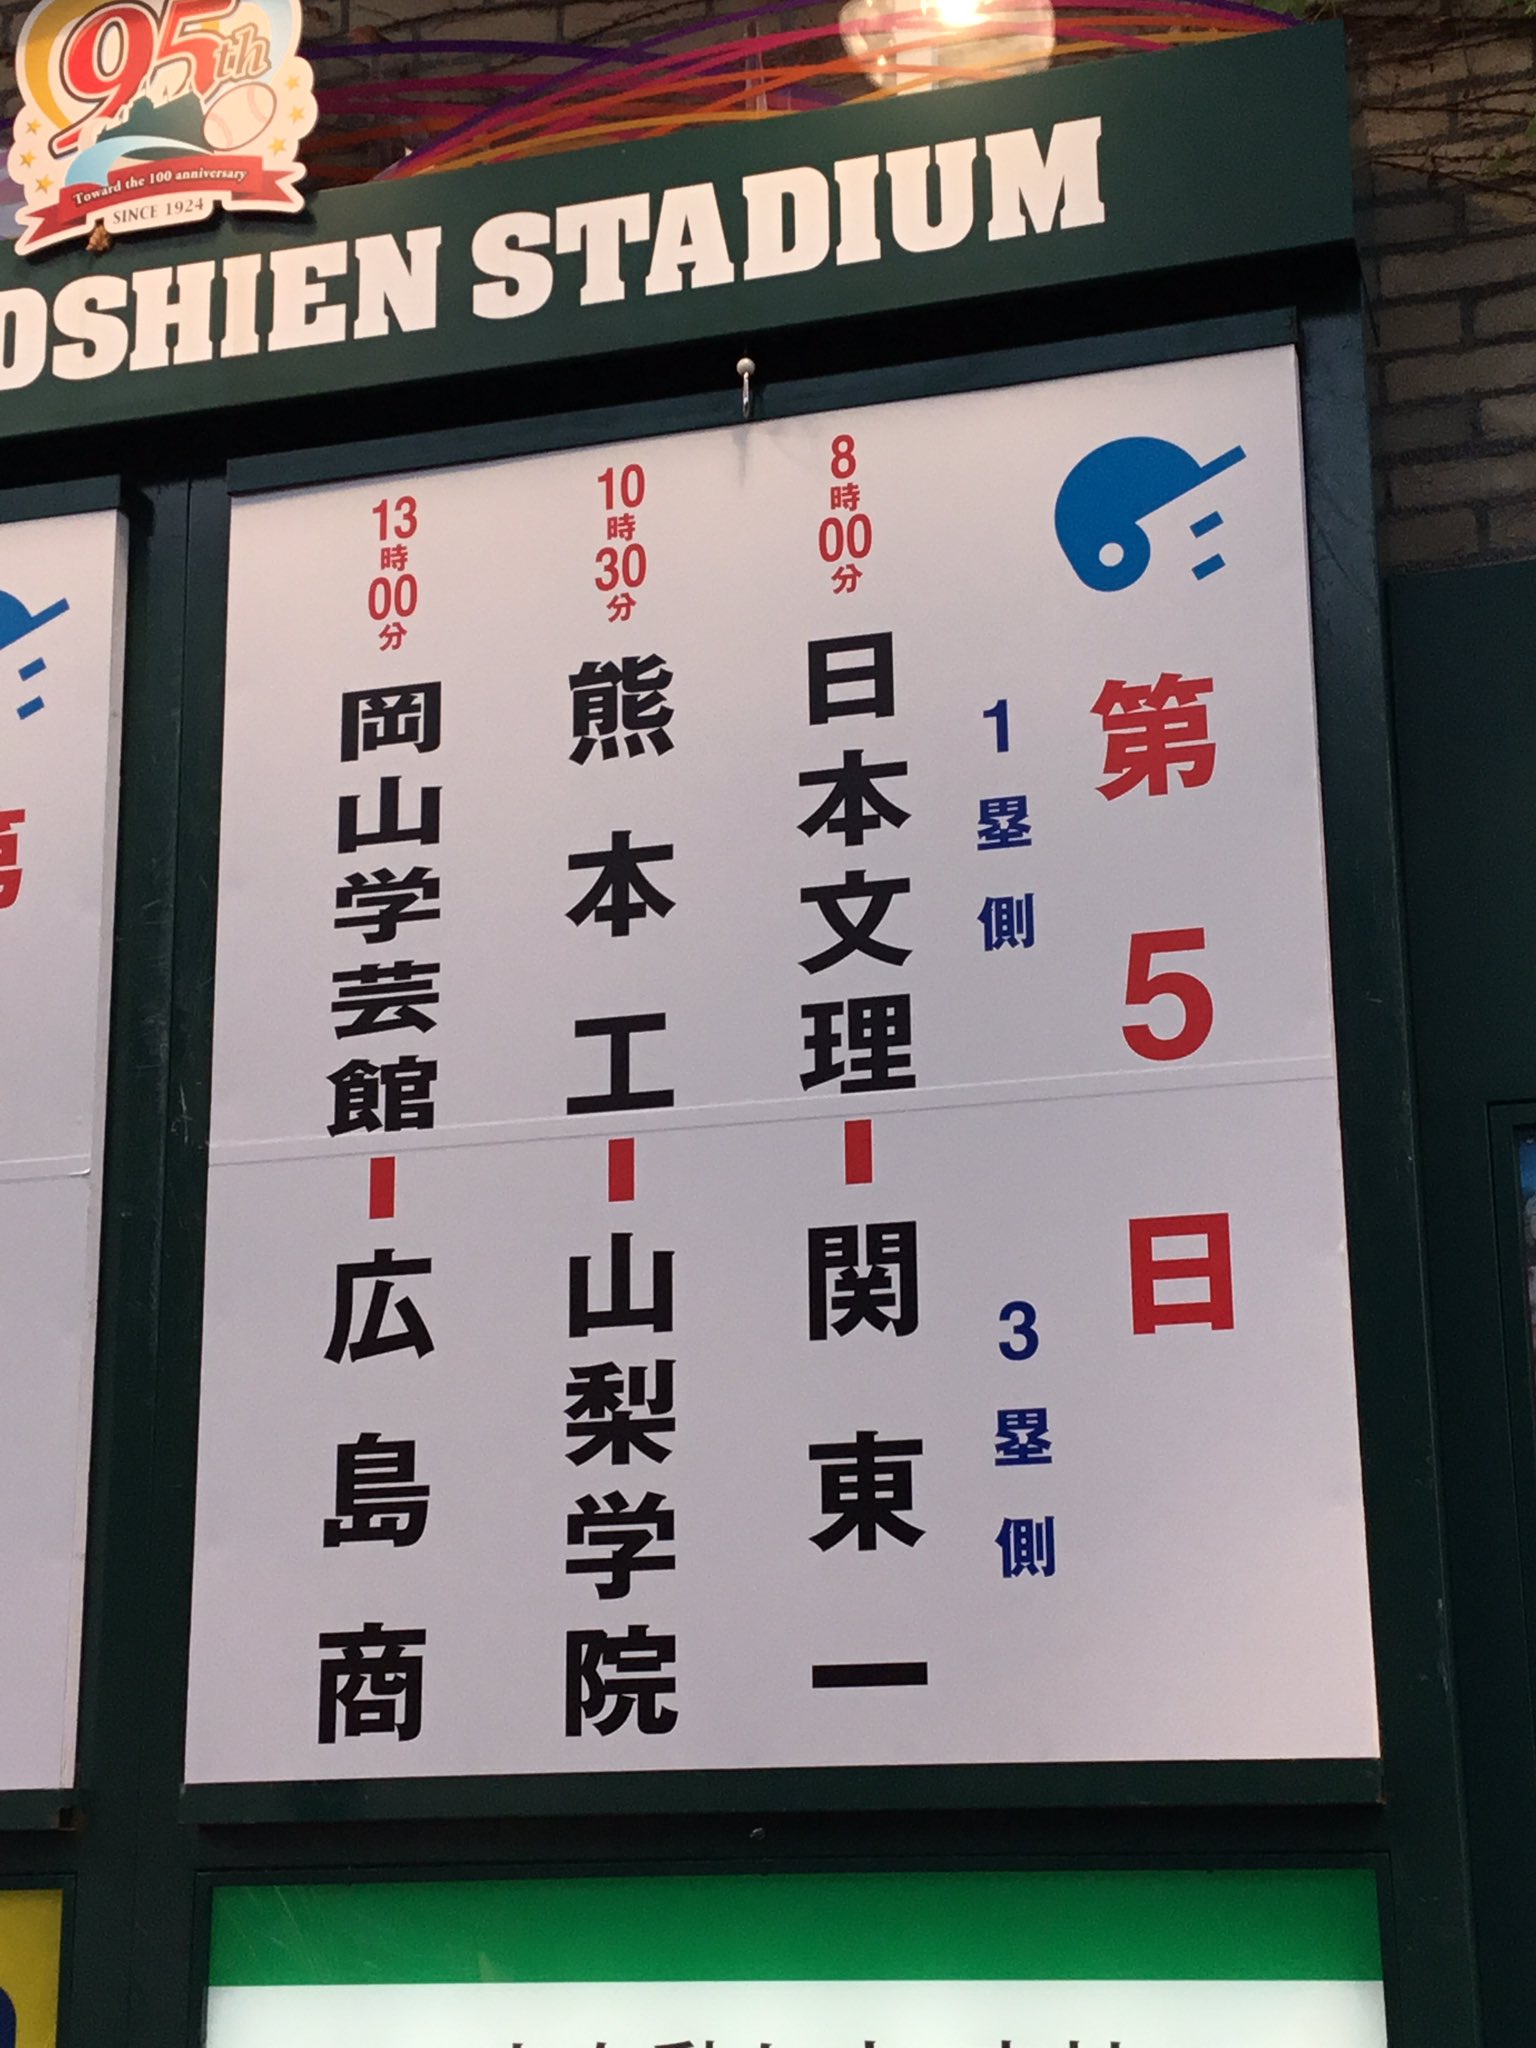 95th
Toward the 100 anniversary
SINCE 1924
OSHIEN STADIUM
第5日
1塁側
3塁側
8時00分
日本文理ー関東一
10時30分
熊本工ー山梨学院
13時00分
岡山学芸館ー広島商